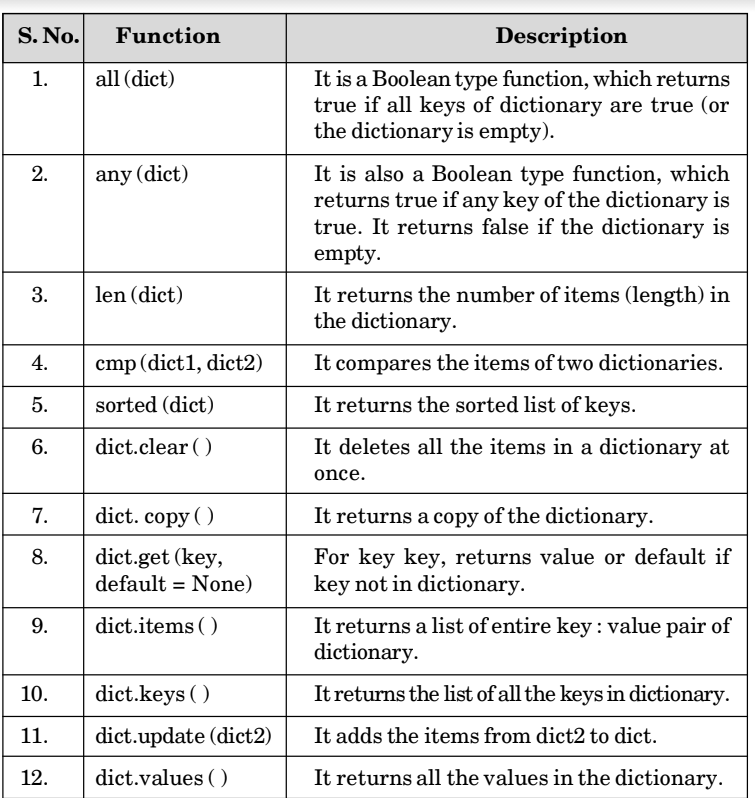 S. No. Function Description
1. all (dict) It is a Boolean type function, which returns
true if all keys of dictionary are true (or
the dictionary is empty).
2. any (dict) It is also a Boolean type function, which
returns true if any key of the dictionary is
true. It returns false if the dictionary is
empty.
3. len (dict) It returns the number of items (length) in
the dictionary.
4. cmp (dict1, dict2) It compares the items of two dictionaries.
5. sorted (dict) It returns the sorted list of keys.
6. dict.clear ( ) It deletes all the items in a dictionary at
once.
7. dict. copy ( ) It returns a copy of the dictionary.
8. dict.get (key, For key key, returns value or default if
default = None) key not in dictionary.
9. dict.items ( ) It returns a list of entire key : value pair of
dictionary.
10. dict.keys ( ) It returns the list of all the keys in dictionary.
11. dict.update (dict2) It adds the items from dict2 to dict.
12. dict.values ( ) It returns all the values in the dictionary.